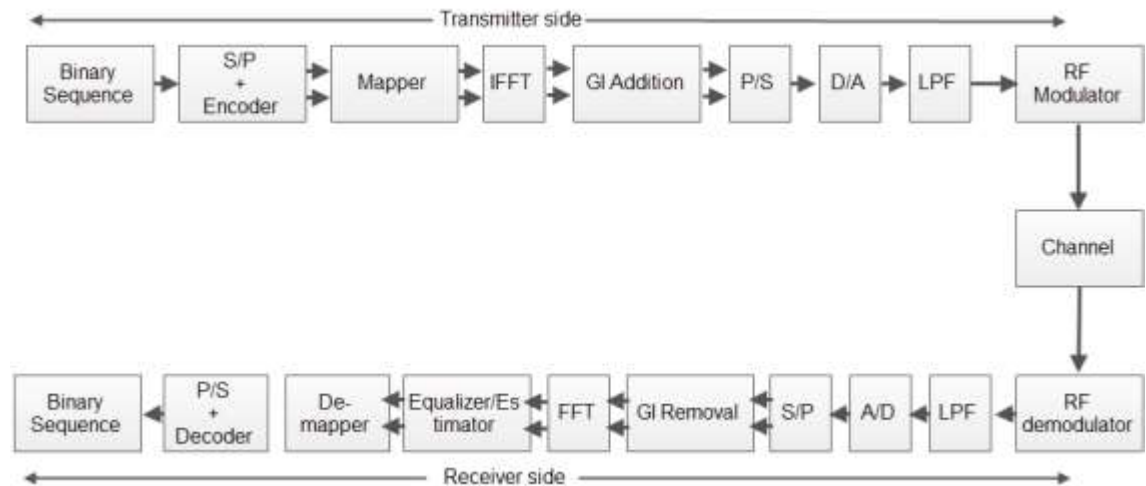 Transmitter side
Binary
Sequence
S/P
+
Encoder
Mapper
IFFT
GI Addition
P/S
D/A
LPF
RF
Modulator
Channel
Binary
Sequence
P/S
+
Decoder
De-
mapper
Equalizer/Es
timator
FFT
GI Removal
S/P
A/D
LPF
RF
demodulator
Receiver side